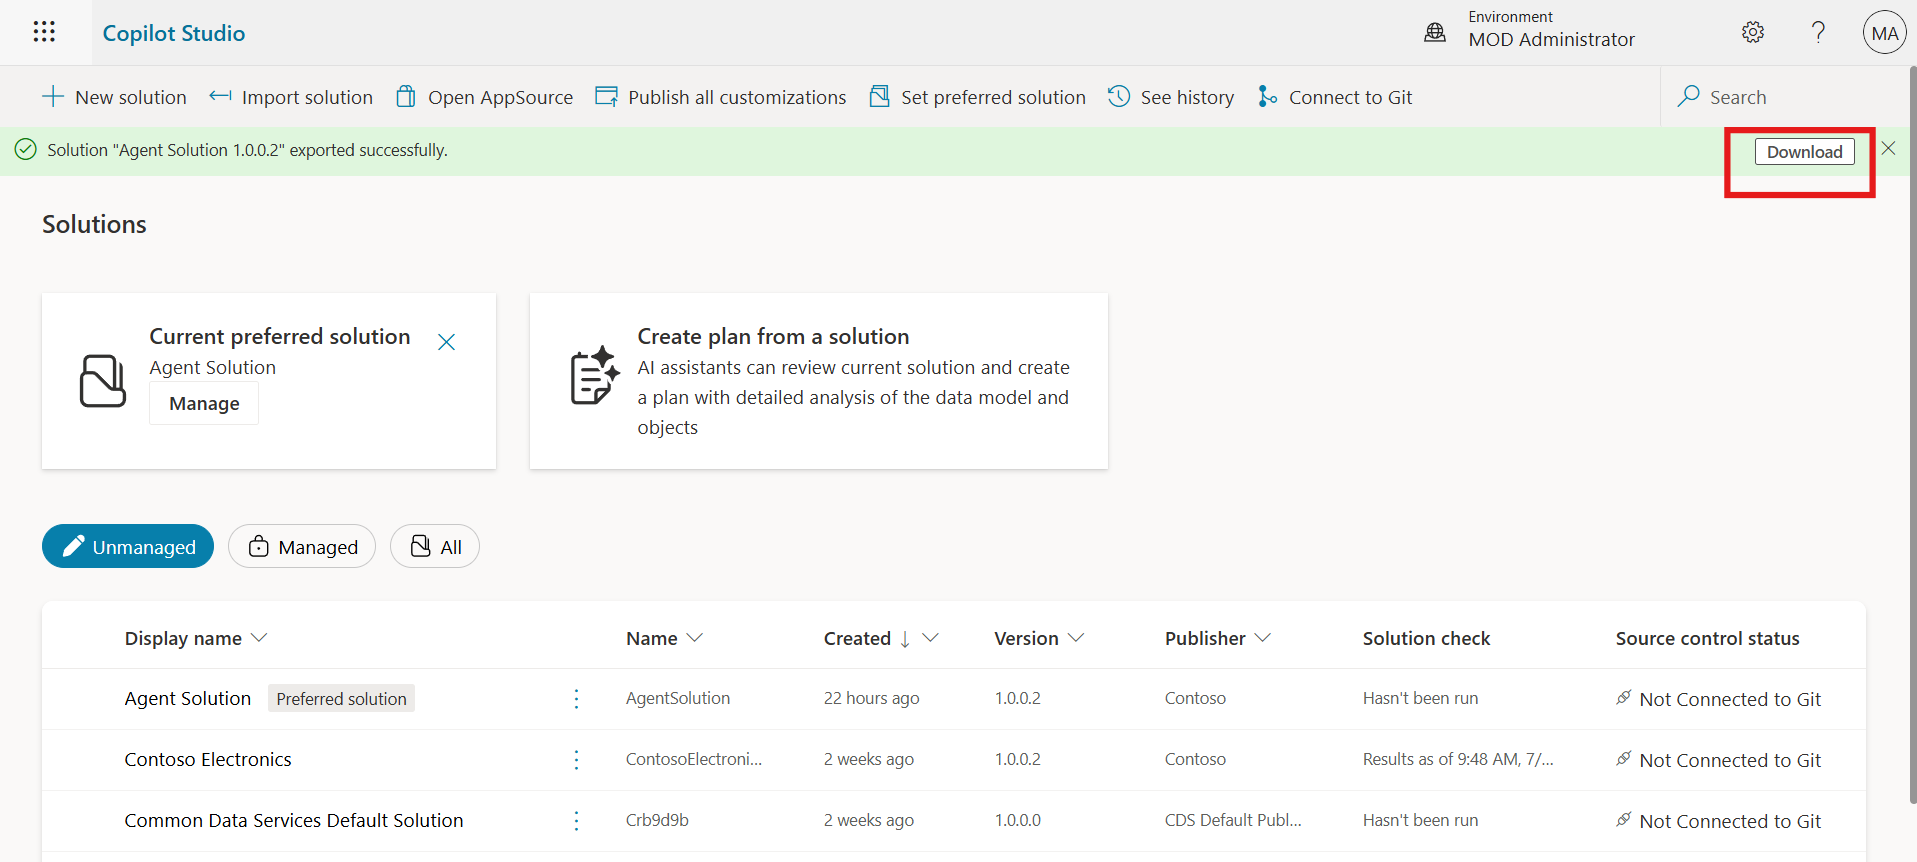 Copilot Studio
Environment
MOD Administrator
?
MA
New solution
Import solution
Open AppSource
Publish all customizations
Set preferred solution
See history
Connect to Git
Search
Solution "Agent Solution 1.0.0.2" exported successfully.
Download
Solutions
Current preferred solution
Agent Solution
Manage
Create plan from a solution
AI assistants can review current solution and create
a plan with detailed analysis of the data model and
objects
Unmanaged
Managed
All
Display name
Name
Created
Version
Publisher
Solution check
Source control status
Agent Solution
Preferred solution
AgentSolution
22 hours ago
1.0.0.2
Contoso
Hasn't been run
Not Connected to Git
Contoso Electronics
ContosoElectroni...
2 weeks ago
1.0.0.2
Contoso
Results as of 9:48 AM, 7/...
Not Connected to Git
Common Data Services Default Solution
Crb9d9b
2 weeks ago
1.0.0.0
CDS Default Publ...
Hasn't been run
Not Connected to Git